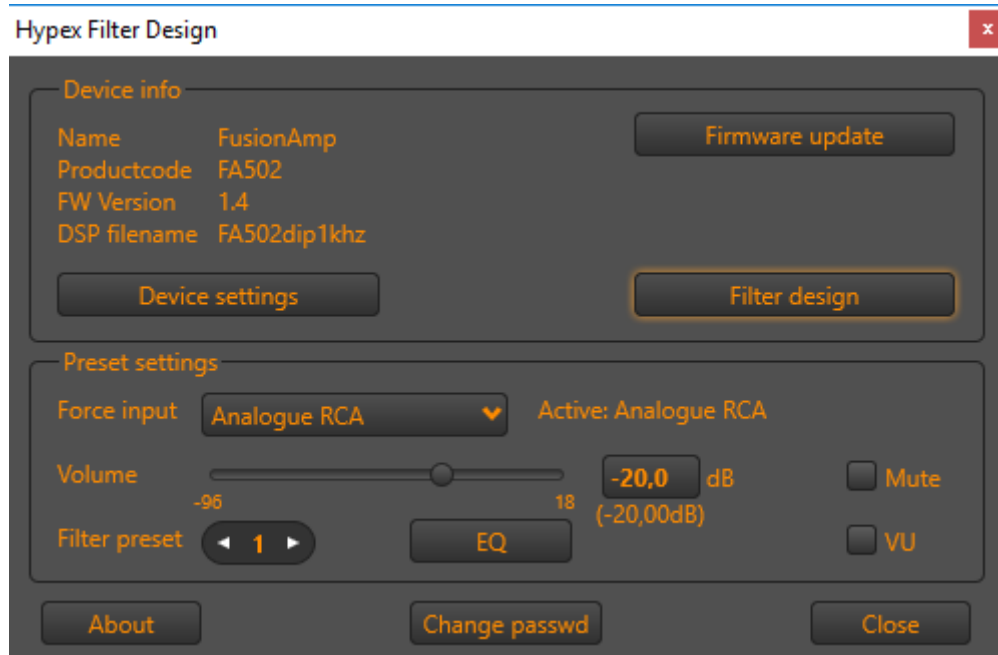 Hypex Filter Design
x
Device info
Name FusionAmp
Firmware update
Productcode FA502
FW Version 1.4
DSP filename FA502dip1khz
Device settings
Filter design
Preset settings
Force input Analogue RCA Active: Analogue RCA
Volume -20,0 dB Mute
-96 18 (-20,00dB)
Filter preset 1 EQ VU
About Change passwd Close